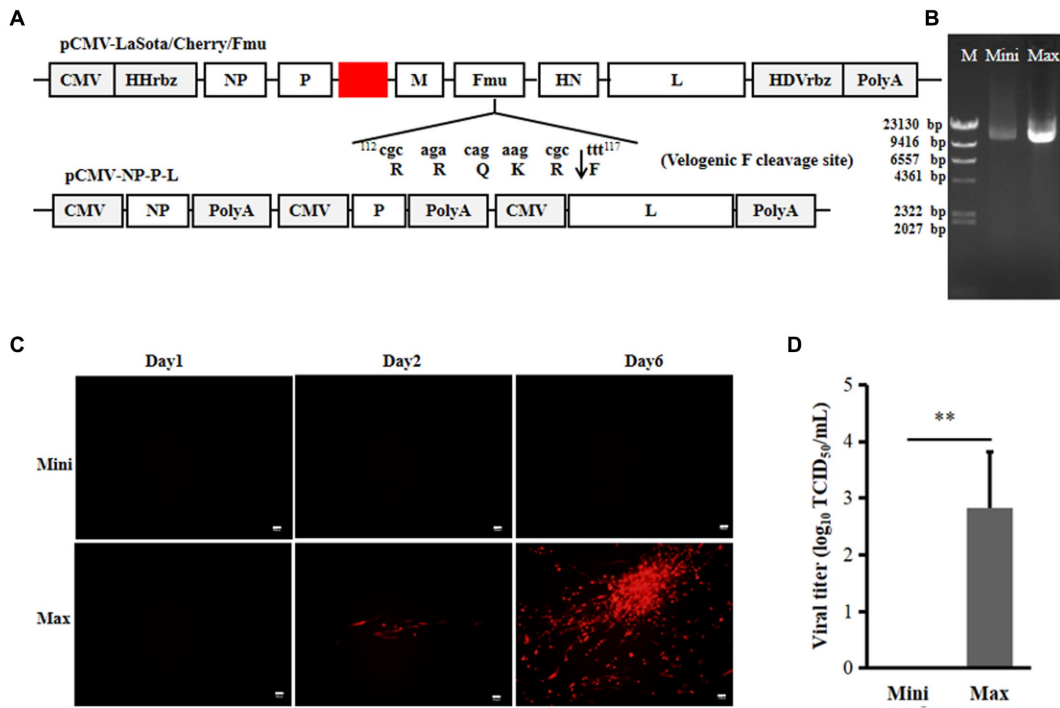 A
pCMV-LaSota/Cherry/Fmu
CMV HHrbz NP P M Fmu HN L HDVrbz PolyA
112 cgc aga cag aag cgc ttt 117
R R Q K R F
(Velogenic F cleavage site)
pCMV-NP-P-L
CMV NP PolyA CMV P PolyA CMV L PolyA
B
M Mini Max
23130 bp
9416 bp
6557 bp
4361 bp
2322 bp
2027 bp
C
Day1 Day2 Day6
Mini
Max
D
Viral titer (log10 TCID50/mL)
5
4
3
2
1
0
**
Mini Max